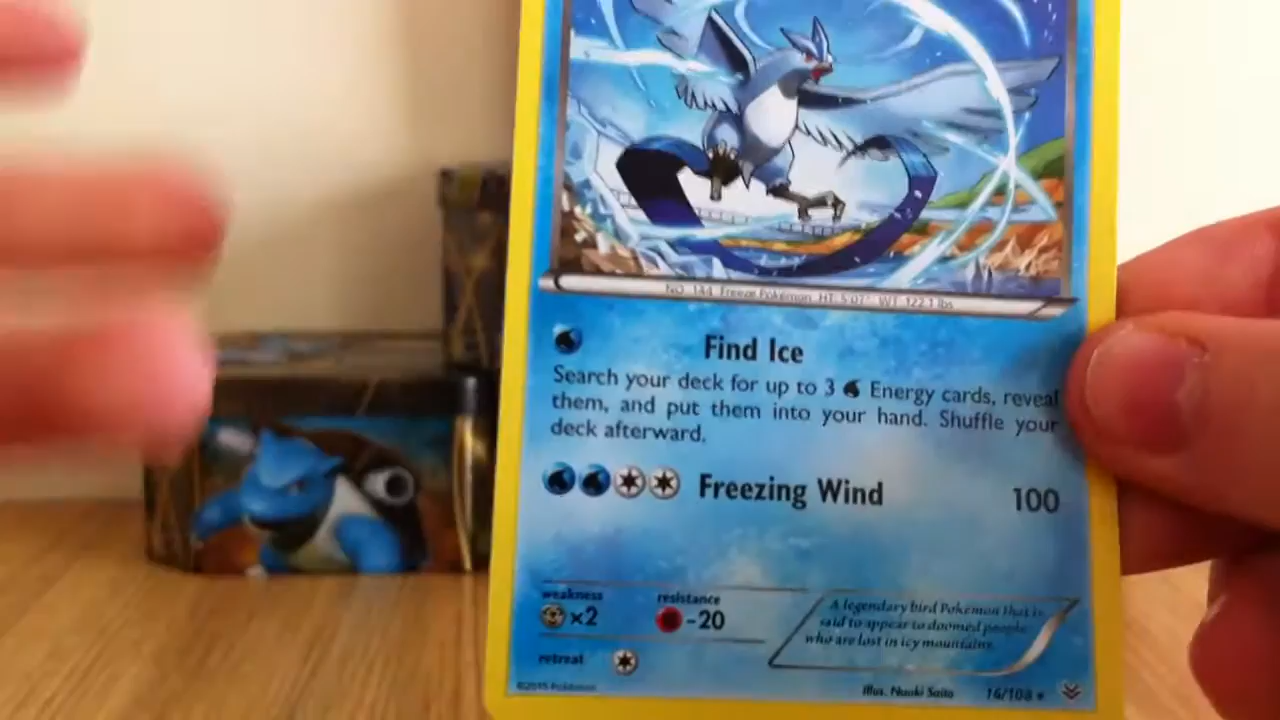 NO. 144 Freeze Pokémon HT: 5'07" WT: 122.1 lbs
Find Ice
Search your deck for up to 3 Energy cards, reveal
them, and put them into your hand. Shuffle your
deck afterward.
Freezing Wind 100
weakness resistance
×2 -20
A legendary bird Pokémon that is
said to appear to doomed people
who are lost in icy mountains.
retreat
©2015 Pokémon Illus. Naoki Saito 16/108 ★